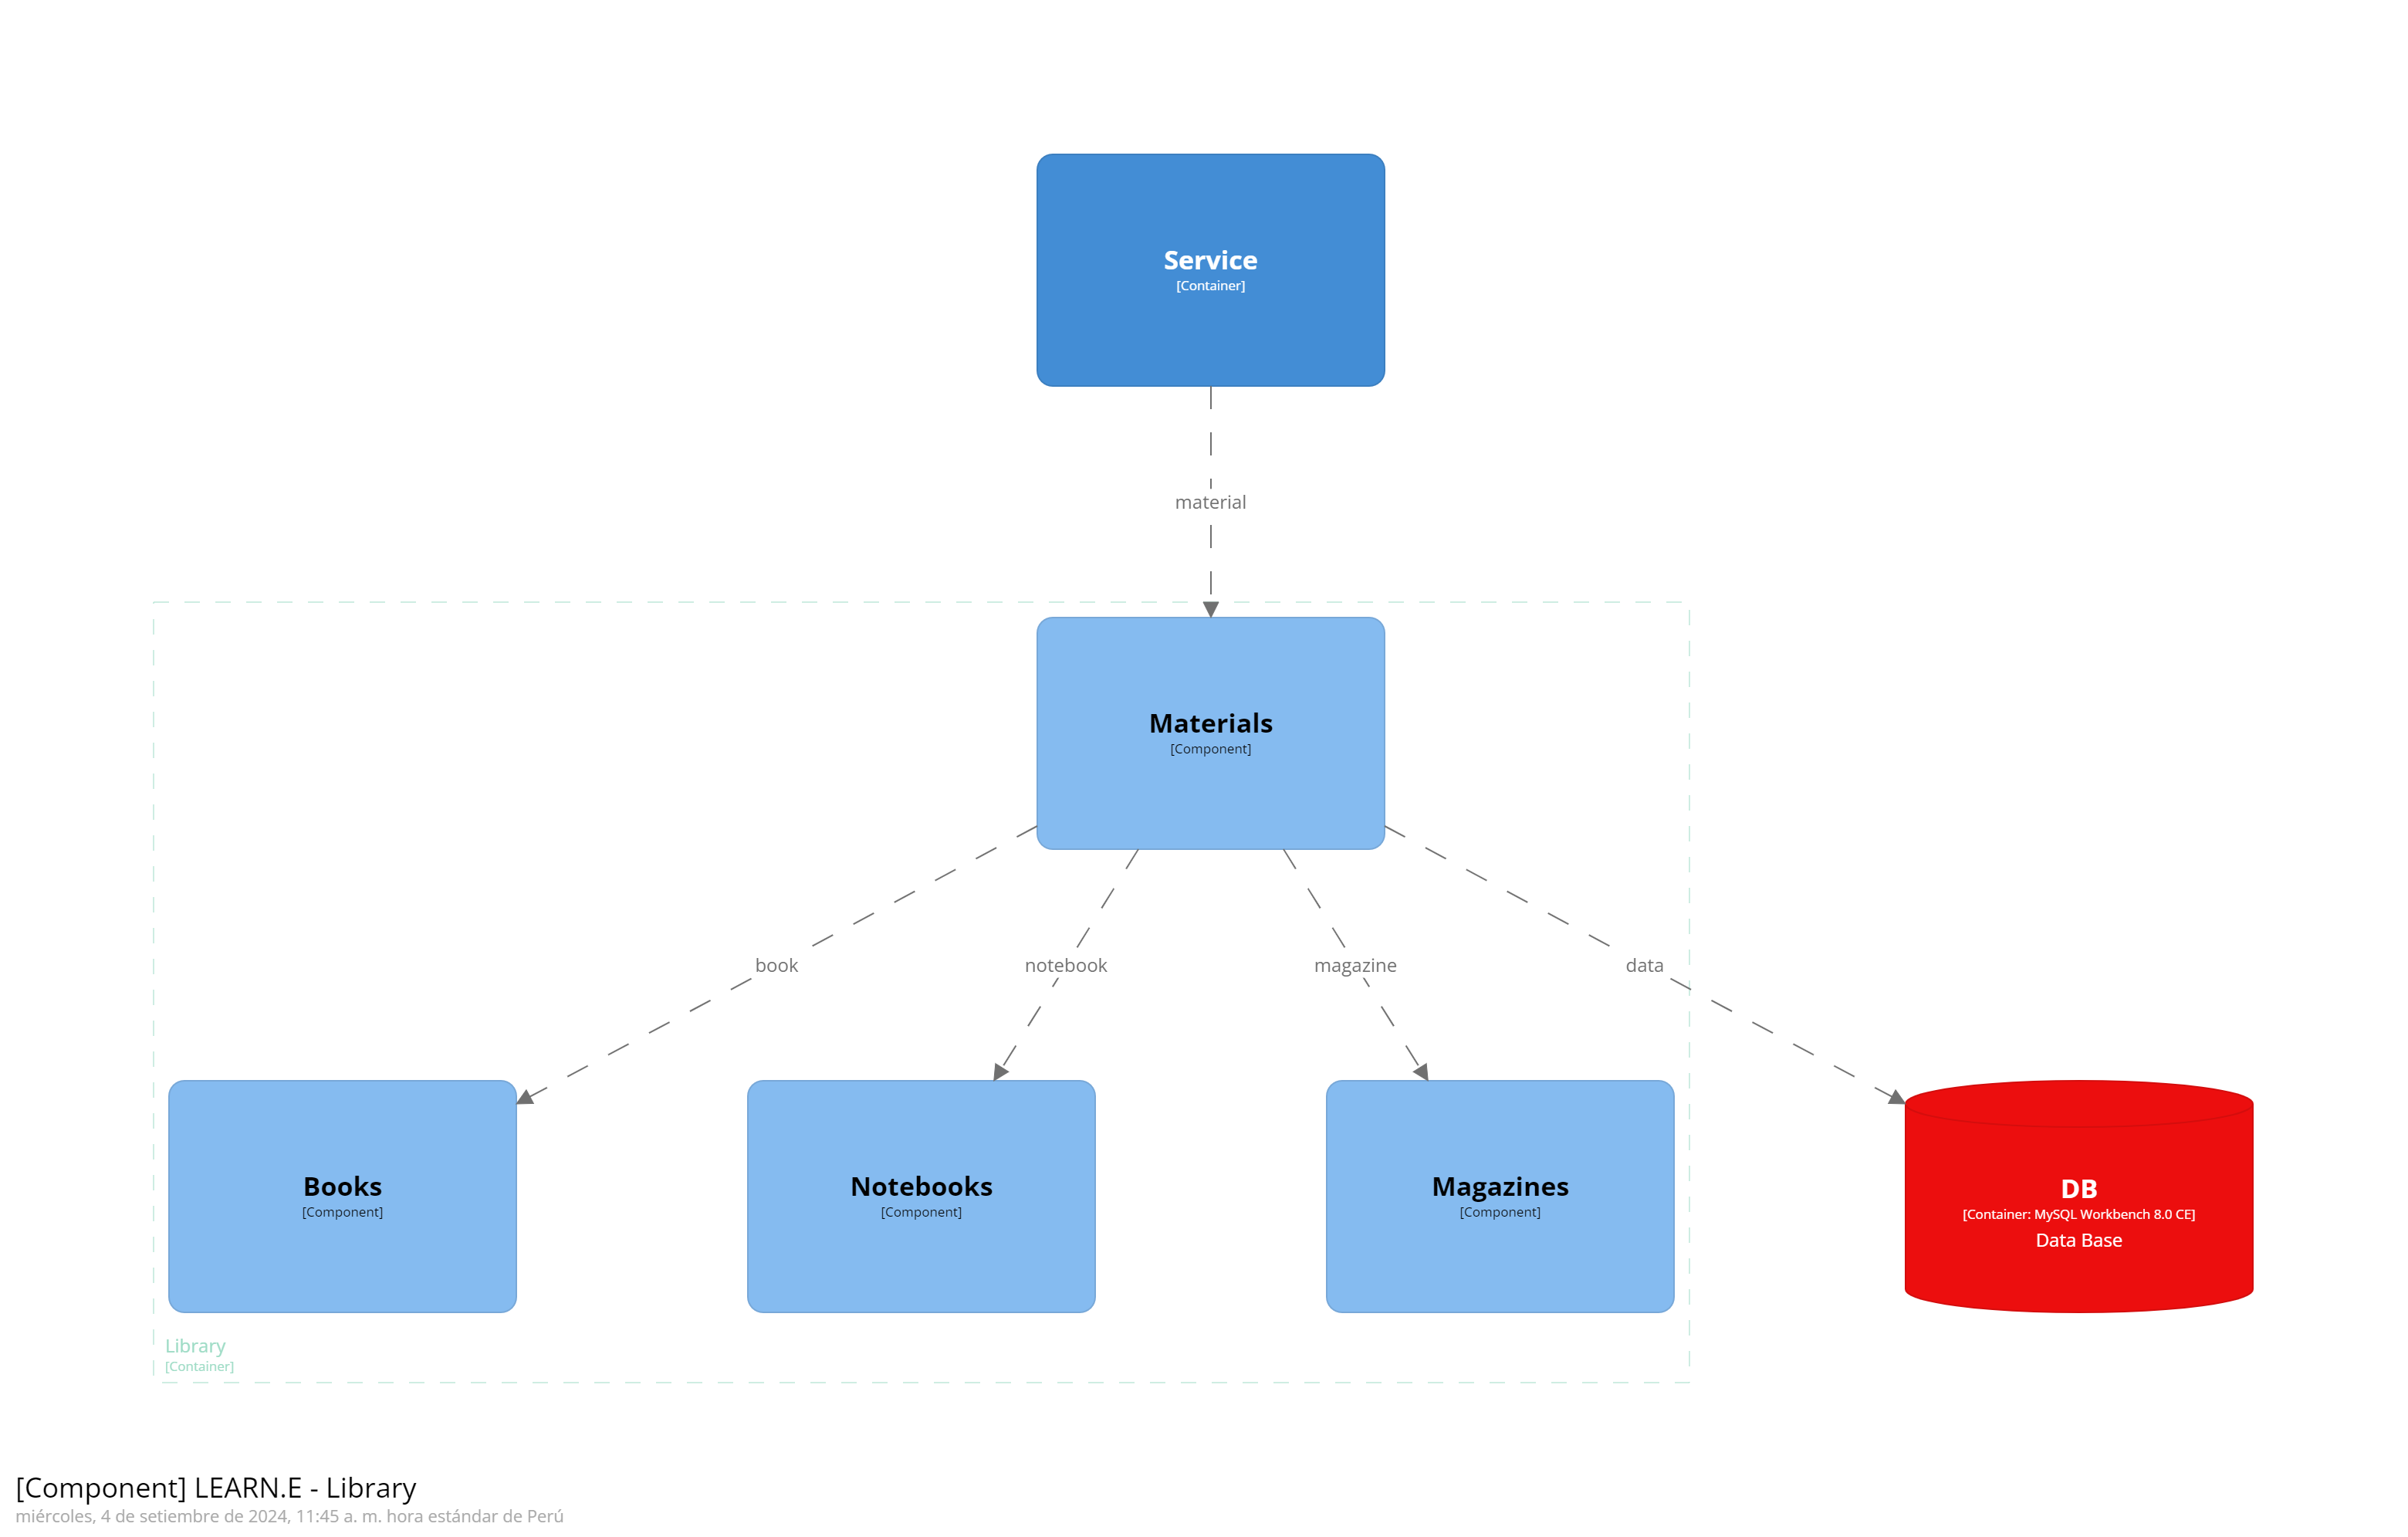 Service
[Container]
material
Materials
[Component]
book
notebook
magazine
data
Books
[Component]
Notebooks
[Component]
Magazines
[Component]
DB
[Container: MySQL Workbench 8.0 CE]
Data Base
Library
[Container]
[Component] LEARN.E - Library
miércoles, 4 de setiembre de 2024, 11:45 a. m. hora estándar de Perú